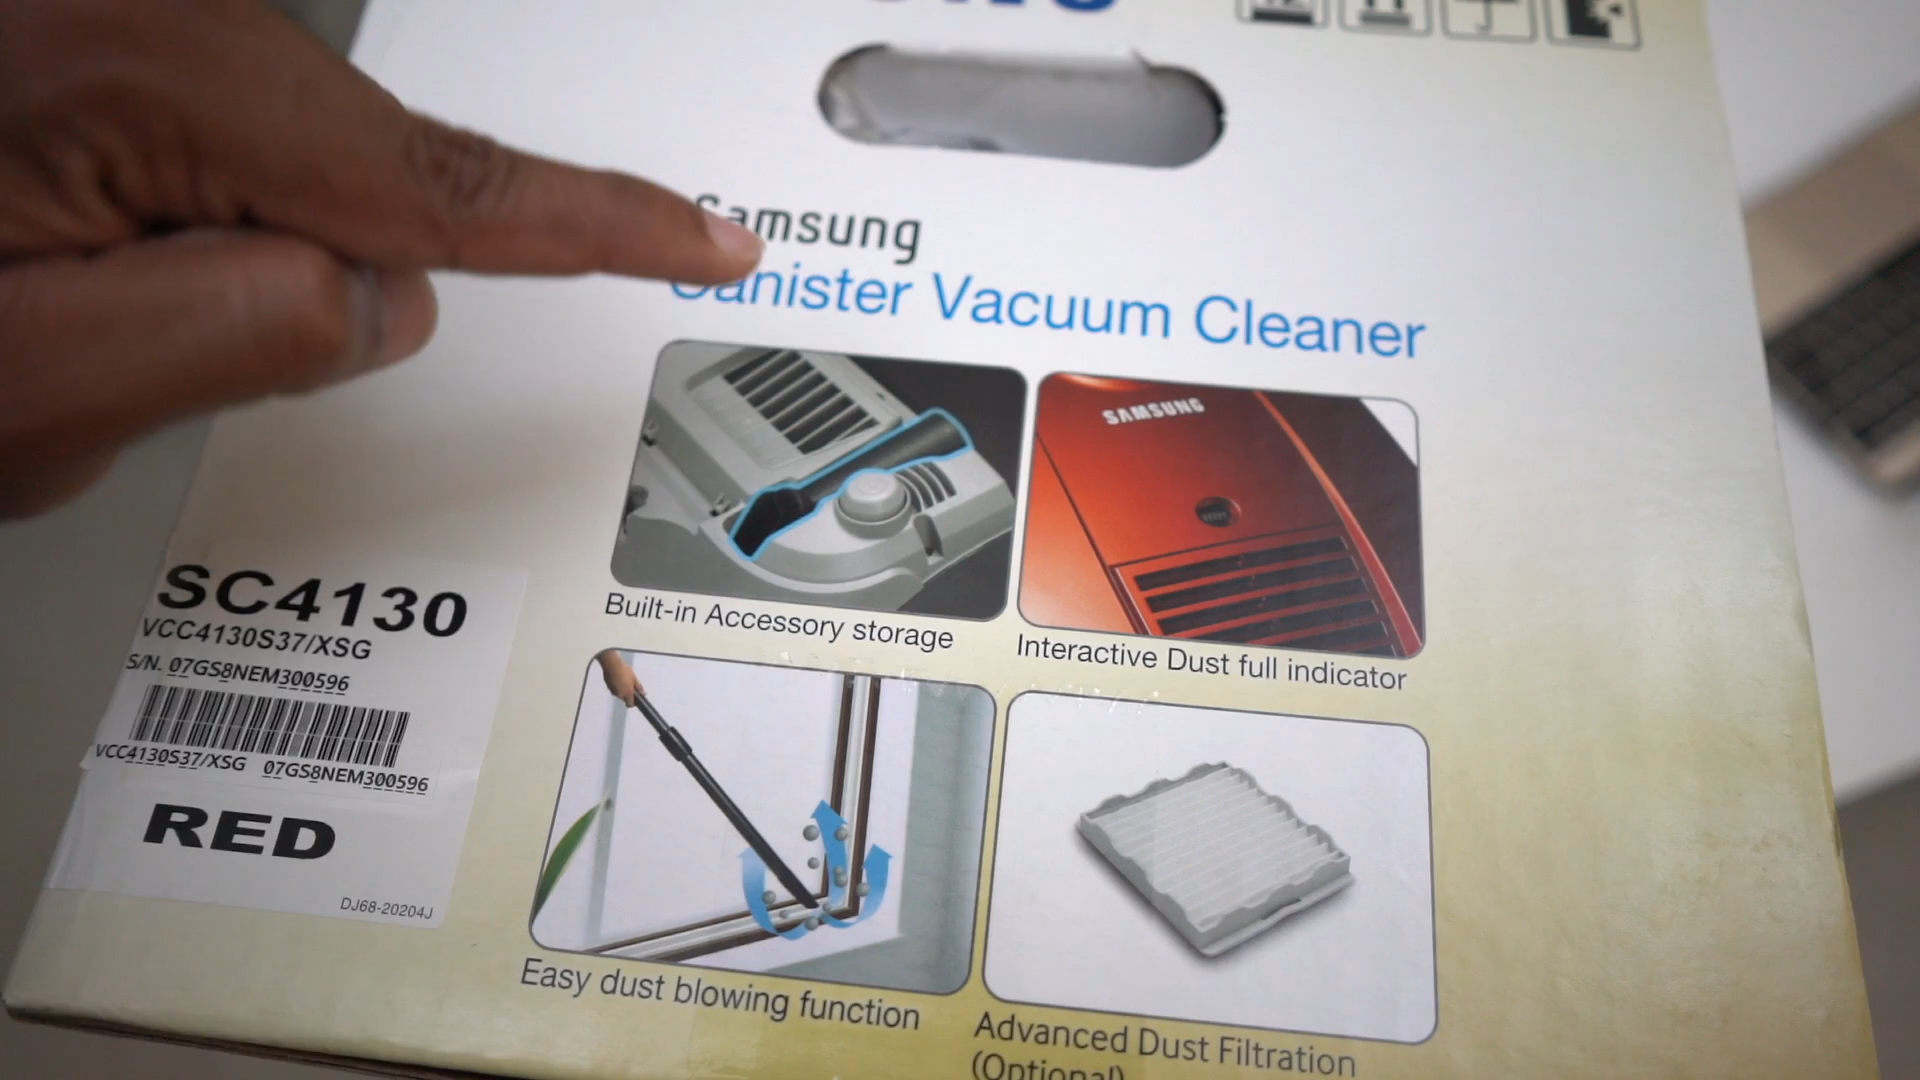 Samsung
Canister Vacuum Cleaner
SAMSUNG
Built-in Accessory storage
Interactive Dust full indicator
SC4130
VCC4130S37/XSG
S/N. 07GS8NEM300596
VCC4130S37/XSG 07GS8NEM300596
RED
DJ68-20204J
Easy dust blowing function
Advanced Dust Filtration
(Optional)